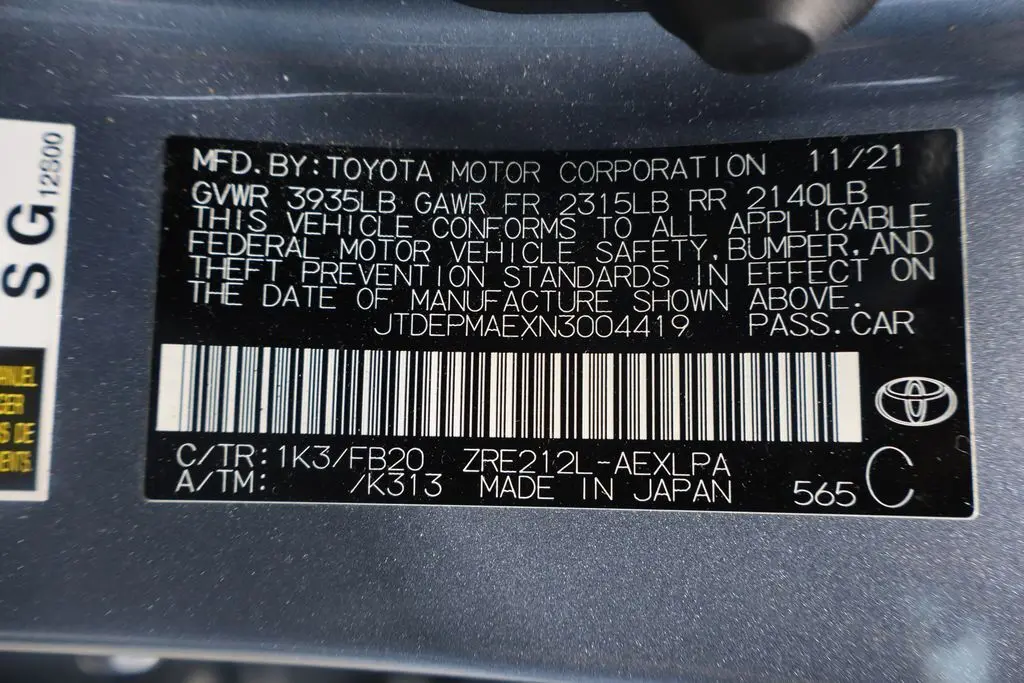 MFD.BY:TOYOTA MOTOR CORPORATION 11/21
GVWR 3935LB GAWR FR 2315LB RR 2140LB
THIS VEHICLE CONFORMS TO ALL APPLICABLE
FEDERAL MOTOR VEHICLE SAFETY,BUMPER,AND
THEFT PREVENTION STANDARDS IN EFFECT ON
THE DATE OF MANUFACTURE SHOWN ABOVE.
JTDEPMAEXN3004419 PASS.CAR
C/TR: 1K3/FB20 ZRE212L-AEXLPA
A/TM: /K313 MADE IN JAPAN 565 C
S G 12S00